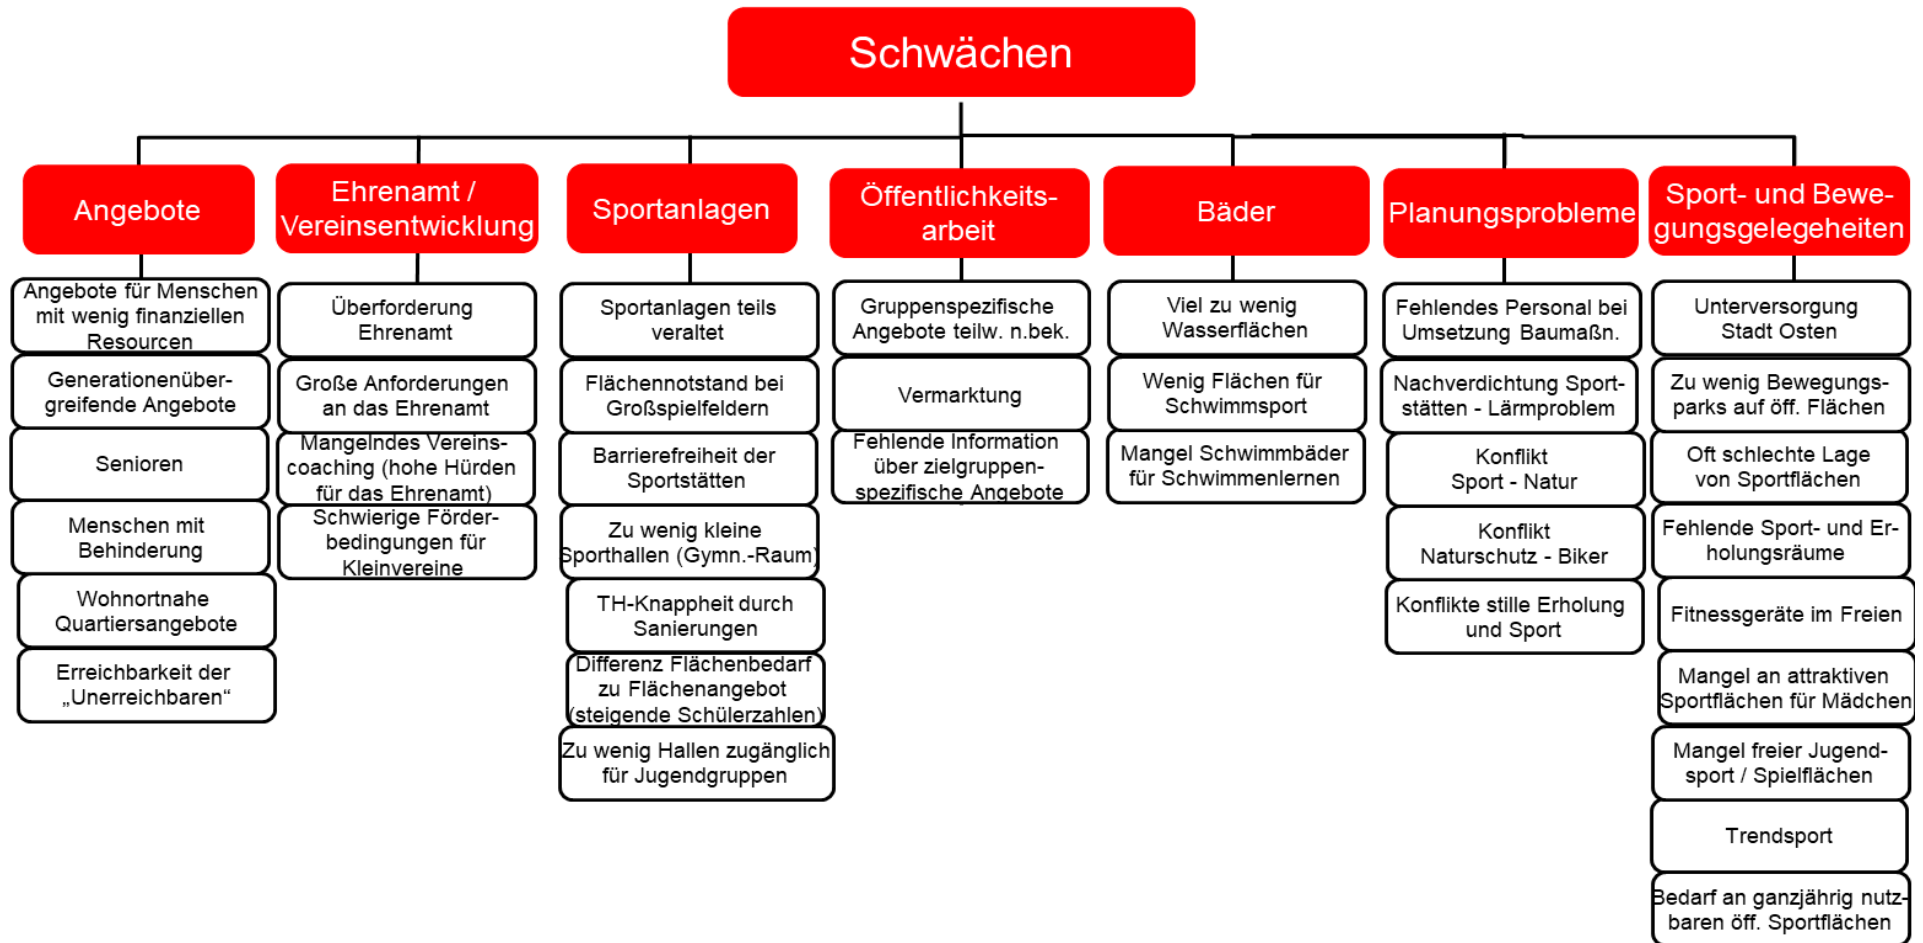 Schwächen
Angebote
Angebote für Menschen
mit wenig finanziellen
Resourcen
Generationenüber-
greifende Angebote
Senioren
Menschen mit
Behinderung
Wohnortnahe
Quartiersangebote
Erreichbarkeit der
„Unerreichbaren“
Ehrenamt /
Vereinsentwicklung
Überforderung
Ehrenamt
Große Anforderungen
an das Ehrenamt
Mangelndes Vereins-
coaching (hohe Hürden
für das Ehrenamt)
Schwierige Förder-
bedingungen für
Kleinvereine
Sportanlagen
Sportanlagen teils
veraltet
Flächennotstand bei
Großspielfeldern
Barrierefreiheit der
Sportstätten
Zu wenig kleine
Sporthallen (Gymn.-Raum)
TH-Knappheit durch
Sanierungen
Differenz Flächenbedarf
zu Flächenangebot
(steigende Schülerzahlen)
Zu wenig Hallen zugänglich
für Jugendgruppen
Öffentlichkeits-
arbeit
Gruppenspezifische
Angebote teilw. n.bek.
Vermarktung
Fehlende Information
über zielgruppen-
spezifische Angebote
Bäder
Viel zu wenig
Wasserflächen
Wenig Flächen für
Schwimmsport
Mangel Schwimmbäder
für Schwimmenlernen
Planungsprobleme
Fehlendes Personal bei
Umsetzung Baumaßn.
Nachverdichtung Sport-
stätten - Lärmproblem
Konflikt
Sport - Natur
Konflikt
Naturschutz - Biker
Konflikte stille Erholung
und Sport
Sport- und Bewe-
gungsgelegeheiten
Unterversorgung
Stadt Osten
Zu wenig Bewegungs-
parks auf öff. Flächen
Oft schlechte Lage
von Sportflächen
Fehlende Sport- und Er-
holungsräume
Fitnessgeräte im Freien
Mangel an attraktiven
Sportflächen für Mädchen
Mangel freier Jugend-
sport / Spielflächen
Trendsport
Bedarf an ganzjährig nutz-
baren öff. Sportflächen